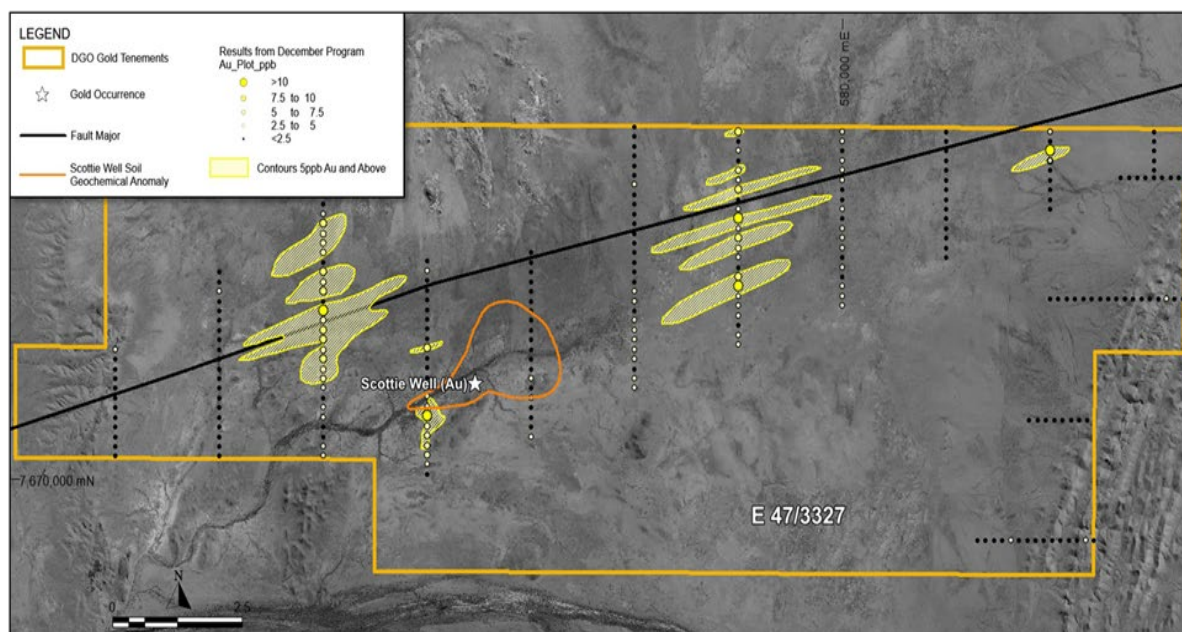 LEGEND
DGO Gold Tenements
Gold Occurrence
Fault Major
Scottie Well Soil
Geochemical Anomaly
Results from December Program
Au_Plot_ppb
>10
7.5 to 10
5 to 7.5
2.5 to 5
<2.5
Contours 5ppb Au and Above
580,000 mE
Scottie Well (Au)
7 670,000 mN
E 47/3327
N
0 2.5